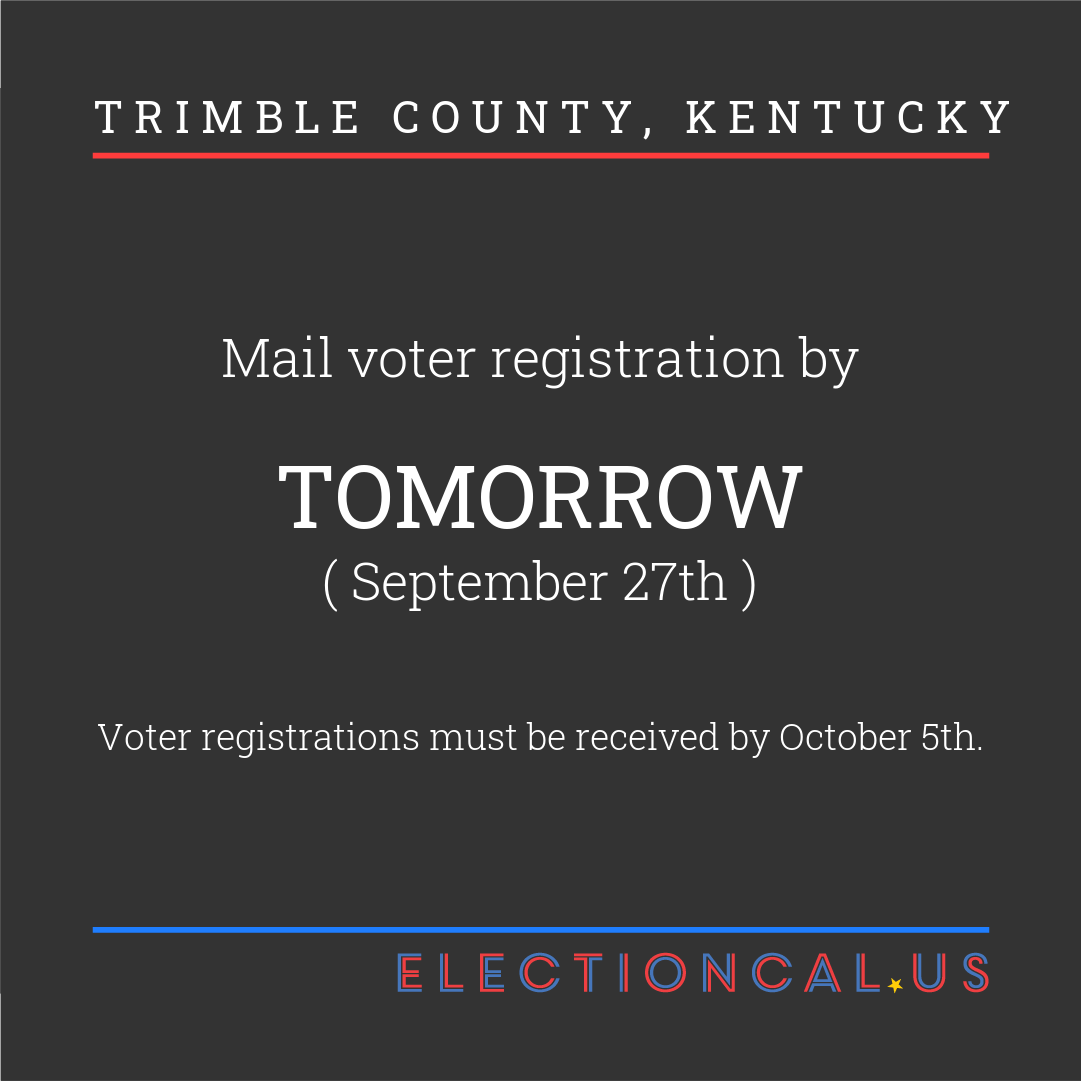 TRIMBLE COUNTY, KENTUCKY
Mail voter registration by
TOMORROW
( September 27th )
Voter registrations must be received by October 5th.
ELECTIONCAL.US